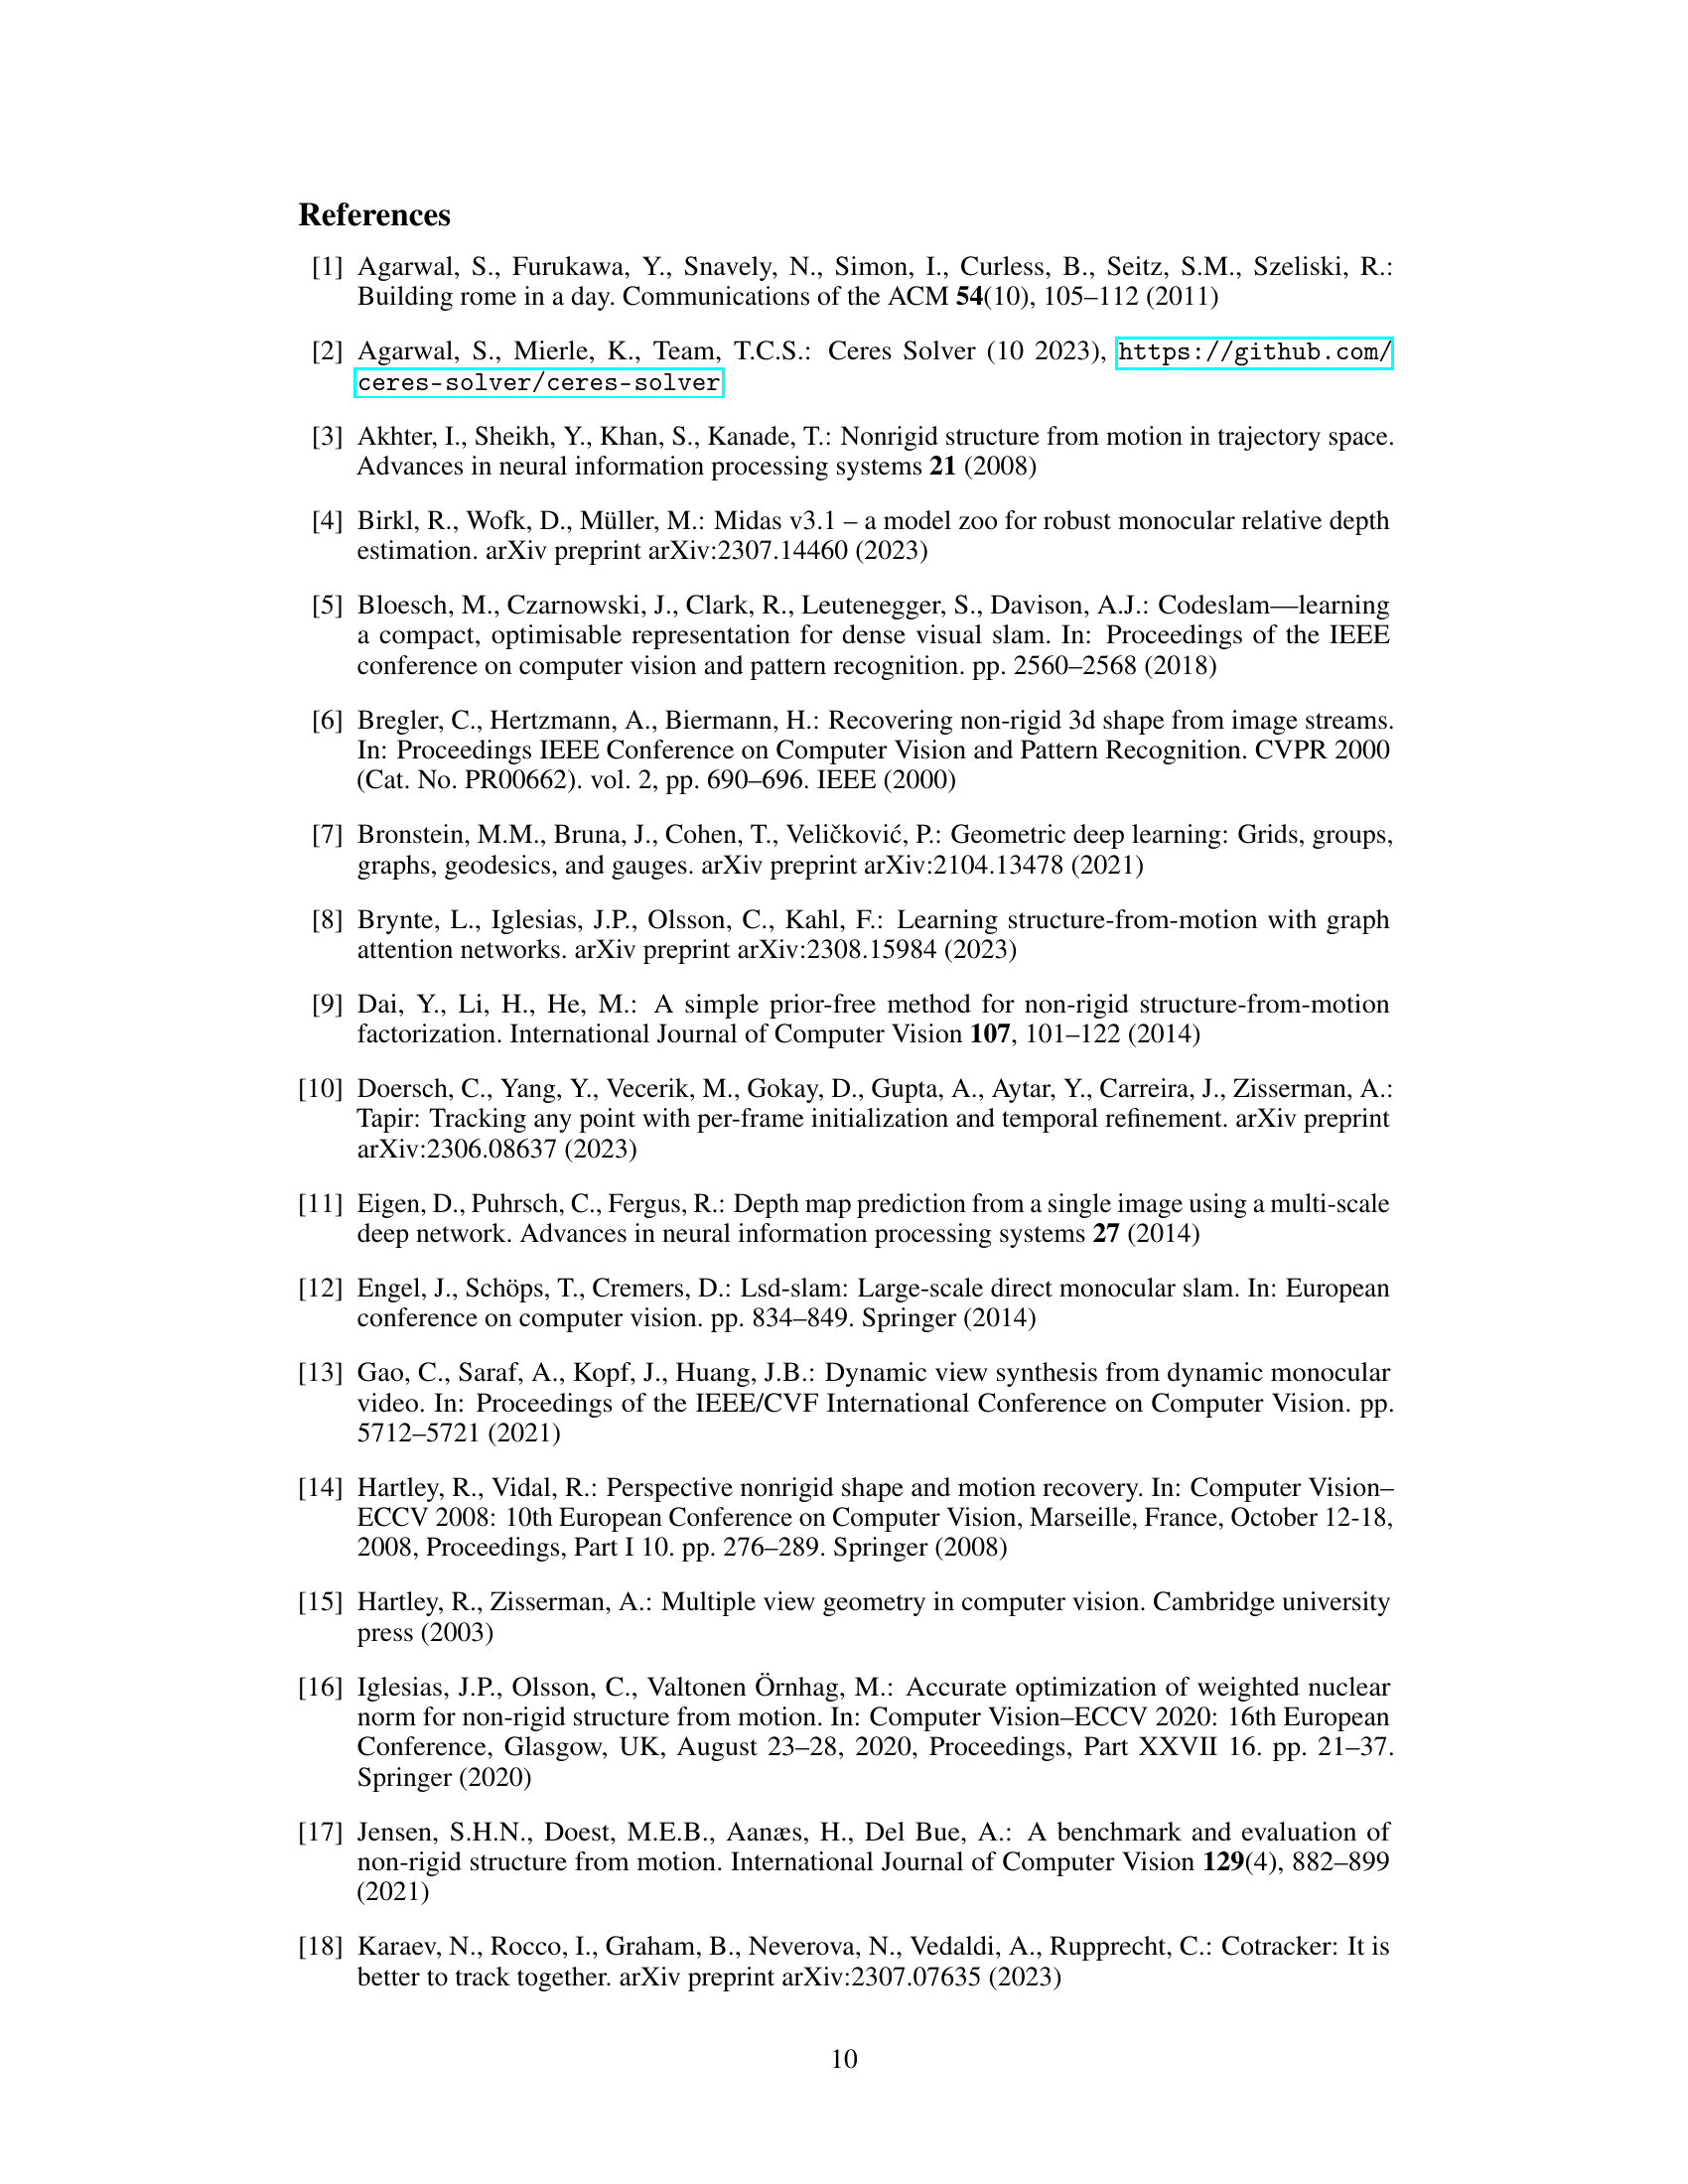 References
[1] Agarwal, S., Furukawa, Y., Snavely, N., Simon, I., Curless, B., Seitz, S.M., Szeliski, R.:
Building rome in a day. Communications of the ACM 54(10), 105–112 (2011)
[2] Agarwal, S., Mierle, K., Team, T.C.S.: Ceres Solver (10 2023), https://github.com/
ceres-solver/ceres-solver
[3] Akhter, I., Sheikh, Y., Khan, S., Kanade, T.: Nonrigid structure from motion in trajectory space.
Advances in neural information processing systems 21 (2008)
[4] Birkl, R., Wofk, D., Müller, M.: Midas v3.1 – a model zoo for robust monocular relative depth
estimation. arXiv preprint arXiv:2307.14460 (2023)
[5] Bloesch, M., Czarnowski, J., Clark, R., Leutenegger, S., Davison, A.J.: Codeslam—learning
a compact, optimisable representation for dense visual slam. In: Proceedings of the IEEE
conference on computer vision and pattern recognition. pp. 2560–2568 (2018)
[6] Bregler, C., Hertzmann, A., Biermann, H.: Recovering non-rigid 3d shape from image streams.
In: Proceedings IEEE Conference on Computer Vision and Pattern Recognition. CVPR 2000
(Cat. No. PR00662). vol. 2, pp. 690–696. IEEE (2000)
[7] Bronstein, M.M., Bruna, J., Cohen, T., Veličković, P.: Geometric deep learning: Grids, groups,
graphs, geodesics, and gauges. arXiv preprint arXiv:2104.13478 (2021)
[8] Brynte, L., Iglesias, J.P., Olsson, C., Kahl, F.: Learning structure-from-motion with graph
attention networks. arXiv preprint arXiv:2308.15984 (2023)
[9] Dai, Y., Li, H., He, M.: A simple prior-free method for non-rigid structure-from-motion
factorization. International Journal of Computer Vision 107, 101–122 (2014)
[10] Doersch, C., Yang, Y., Vecerik, M., Gokay, D., Gupta, A., Aytar, Y., Carreira, J., Zisserman, A.:
Tapir: Tracking any point with per-frame initialization and temporal refinement. arXiv preprint
arXiv:2306.08637 (2023)
[11] Eigen, D., Puhrsch, C., Fergus, R.: Depth map prediction from a single image using a multi-scale
deep network. Advances in neural information processing systems 27 (2014)
[12] Engel, J., Schöps, T., Cremers, D.: Lsd-slam: Large-scale direct monocular slam. In: European
conference on computer vision. pp. 834–849. Springer (2014)
[13] Gao, C., Saraf, A., Kopf, J., Huang, J.B.: Dynamic view synthesis from dynamic monocular
video. In: Proceedings of the IEEE/CVF International Conference on Computer Vision. pp.
5712–5721 (2021)
[14] Hartley, R., Vidal, R.: Perspective nonrigid shape and motion recovery. In: Computer Vision–
ECCV 2008: 10th European Conference on Computer Vision, Marseille, France, October 12-18,
2008, Proceedings, Part I 10. pp. 276–289. Springer (2008)
[15] Hartley, R., Zisserman, A.: Multiple view geometry in computer vision. Cambridge university
press (2003)
[16] Iglesias, J.P., Olsson, C., Valtonen Örnhag, M.: Accurate optimization of weighted nuclear
norm for non-rigid structure from motion. In: Computer Vision–ECCV 2020: 16th European
Conference, Glasgow, UK, August 23–28, 2020, Proceedings, Part XXVII 16. pp. 21–37.
Springer (2020)
[17] Jensen, S.H.N., Doest, M.E.B., Aanæs, H., Del Bue, A.: A benchmark and evaluation of
non-rigid structure from motion. International Journal of Computer Vision 129(4), 882–899
(2021)
[18] Karaev, N., Rocco, I., Graham, B., Neverova, N., Vedaldi, A., Rupprecht, C.: Cotracker: It is
better to track together. arXiv preprint arXiv:2307.07635 (2023)
10